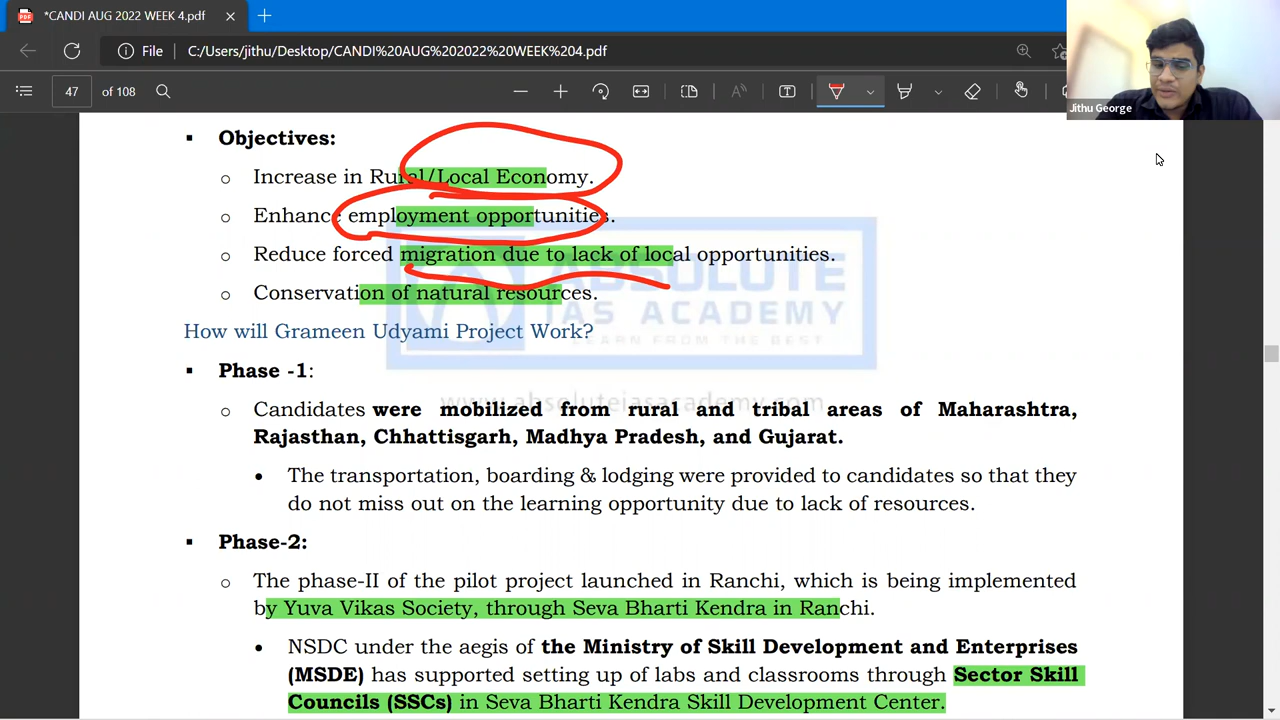 *CANDI AUG 2022 WEEK 4.pdf
File
C:/Users/jithu/Desktop/CANDI%20AUG%202022%20WEEK%204.pdf
47 of 108
Jithu George
Objectives:
Increase in Rural/Local Economy.
Enhance employment opportunities.
Reduce forced migration due to lack of local opportunities.
Conservation of natural resources.
How will Grameen Udyami Project Work?
Phase -1:
Candidates were mobilized from rural and tribal areas of Maharashtra,
Rajasthan, Chhattisgarh, Madhya Pradesh, and Gujarat.
The transportation, boarding & lodging were provided to candidates so that they
do not miss out on the learning opportunity due to lack of resources.
Phase-2:
The phase-II of the pilot project launched in Ranchi, which is being implemented
by Yuva Vikas Society, through Seva Bharti Kendra in Ranchi.
NSDC under the aegis of the Ministry of Skill Development and Enterprises
(MSDE) has supported setting up of labs and classrooms through Sector Skill
Councils (SSCs) in Seva Bharti Kendra Skill Development Center.
ABSOLUTE
IAS ACADEMY
LEARN FROM THE BEST
www.absoluteiasacademy.com